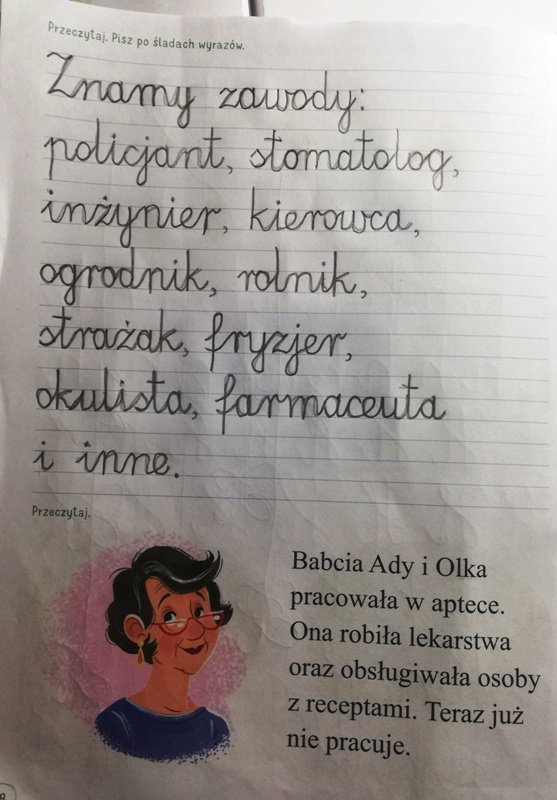 Przeczytaj. Pisz po śladach wyrazów.
Znamy zawody:
policjant, stomatolog,
inżynier, kierowca,
ogrodnik, rolnik,
strażak, fryzjer,
okulista, farmaceuta
i inne.
Przeczytaj.
Babcia Ady i Olka
pracowała w aptece.
Ona robiła lekarstwa
oraz obsługiwała osoby
z receptami. Teraz już
nie pracuje.